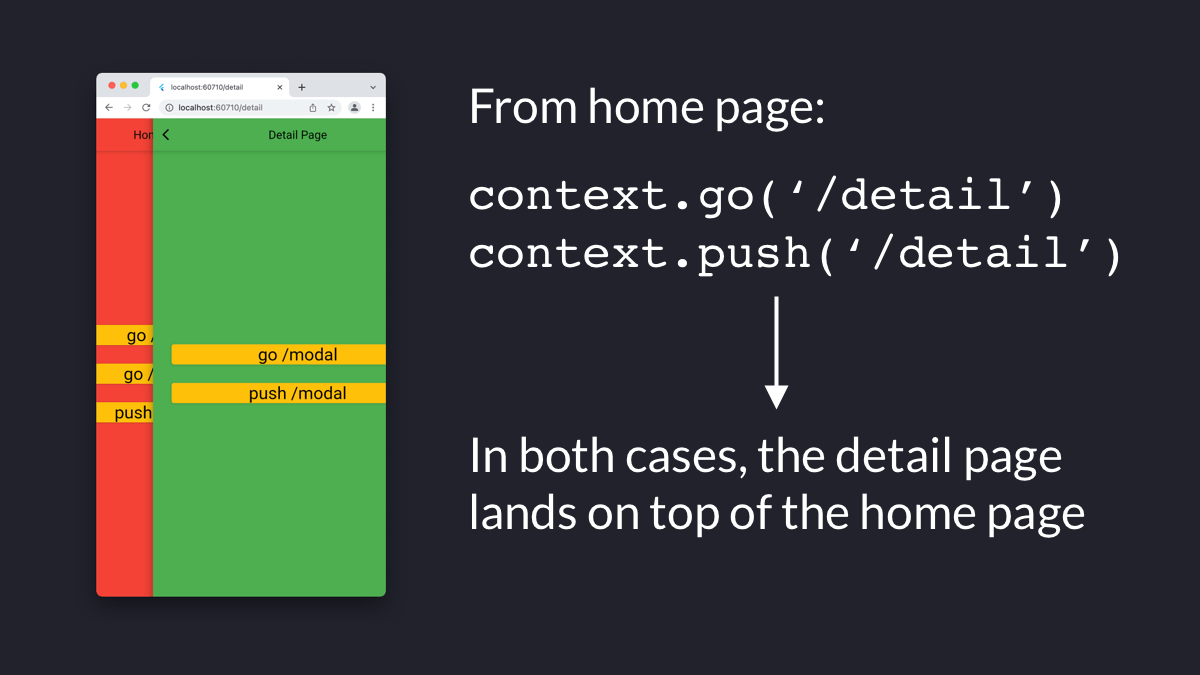 localhost:60710/detail
localhost:60710/detail
Hor
Detail Page
go /
go /
push
go /modal
push /modal
From home page:
context.go(‘/detail’)
context.push(‘/detail’)
In both cases, the detail page
lands on top of the home page